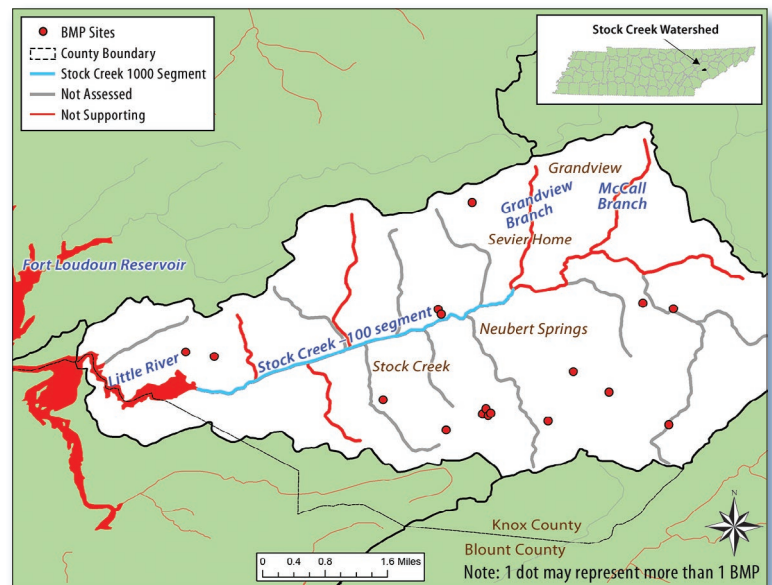 BMP Sites
County Boundary
Stock Creek 1000 Segment
Not Assessed
Not Supporting
Stock Creek Watershed
Grandview
Grandview
Branch
McCall
Branch
Sevier Home
Fort Loudoun Reservoir
Stock Creek –100 segment
Neubert Springs
Little River
Stock Creek
N
Knox County
Blount County
0 0.4 0.8 1.6 Miles
Note: 1 dot may represent more than 1 BMP